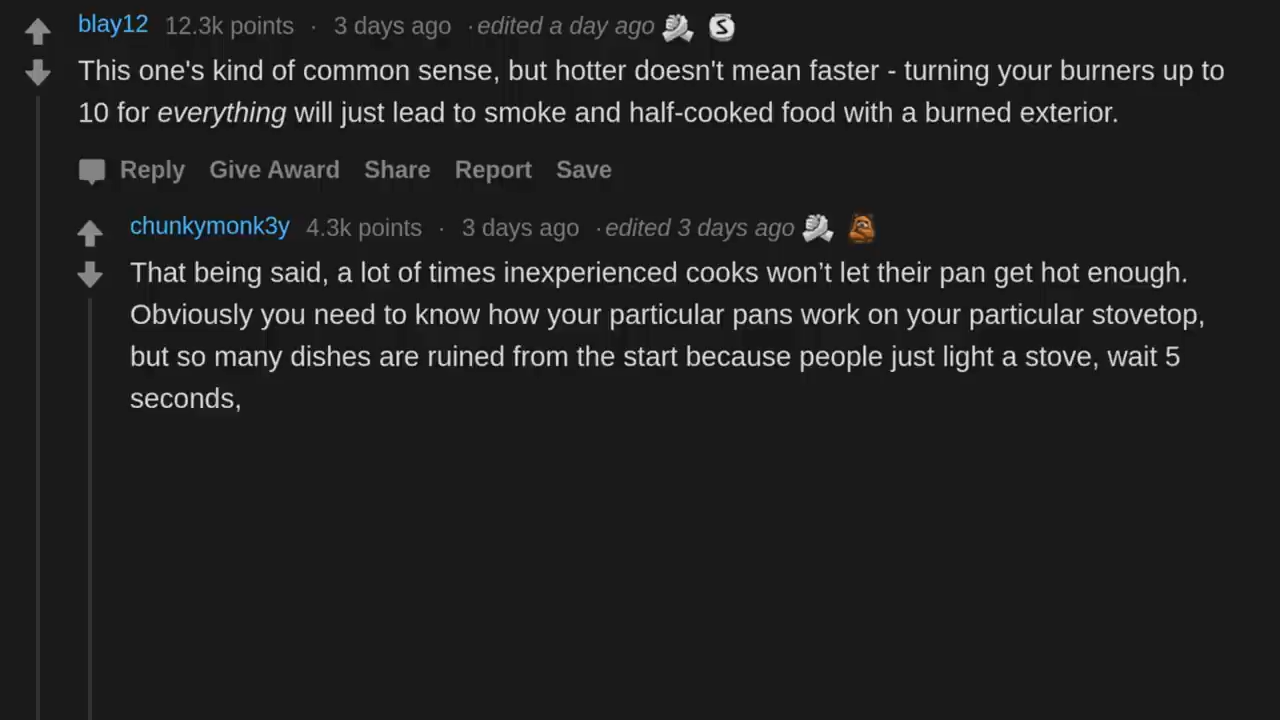 blay12 12.3k points · 3 days ago · edited a day ago S
This one's kind of common sense, but hotter doesn't mean faster - turning your burners up to
10 for everything will just lead to smoke and half-cooked food with a burned exterior.
Reply Give Award Share Report Save
chunkymonk3y 4.3k points · 3 days ago · edited 3 days ago
That being said, a lot of times inexperienced cooks won’t let their pan get hot enough.
Obviously you need to know how your particular pans work on your particular stovetop,
but so many dishes are ruined from the start because people just light a stove, wait 5
seconds,